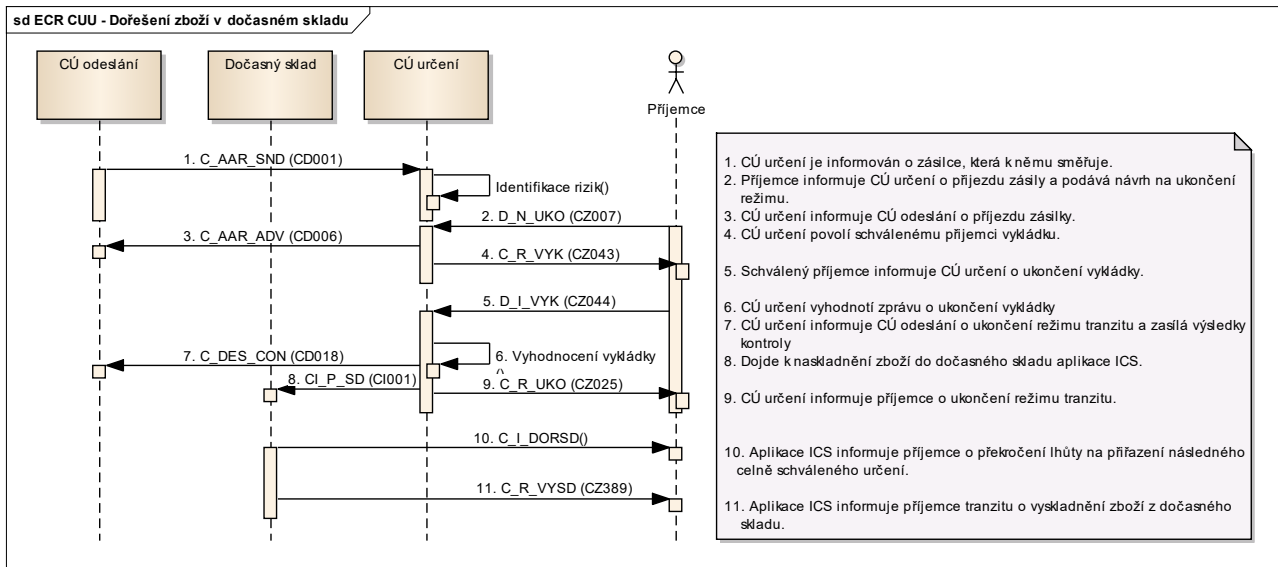 sd ECR CUU - Dořešení zboží v dočasném skladu
CÚ odeslání
Dočasný sklad
CÚ určení
Příjemce
1. C_AAR_SND (CD001)
Identifikace rizik()
2. D_N_UKO (CZ007)
3. C_AAR_ADV (CD006)
4. C_R_VYK (CZ043)
5. D_I_VYK (CZ044)
6. Vyhodnocení vykládky
()
7. C_DES_CON (CD018)
8. CI_P_SD (CI001)
9. C_R_UKO (CZ025)
10. C_I_DORSD()
11. C_R_VYSD (CZ389)
1. CÚ určení je informován o zásilce, která k němu směřuje.
2. Příjemce informuje CÚ určení o přijezdu zásily a podává návrh na ukončení
režimu.
3. CÚ určení informuje CÚ odeslání o příjezdu zásilky.
4. CÚ určení povolí schválenému přijemci vykládku.
5. Schválený příjemce informuje CÚ určení o ukončení vykládky.
6. CÚ určení vyhodnotí zprávu o ukončení vykládky
7. CÚ určení informuje CÚ odeslání o ukončení režimu tranzitu a zasílá výsledky
kontroly
8. Dojde k naskladnění zboží do dočasného skladu aplikace ICS.
9. CÚ určení informuje příjemce o ukončení režimu tranzitu.
10. Aplikace ICS informuje příjemce o překročení lhůty na přiřazení následného
celně schváleného určení.
11. Aplikace ICS informuje příjemce tranzitu o vyskladnění zboží z dočasného
skladu.